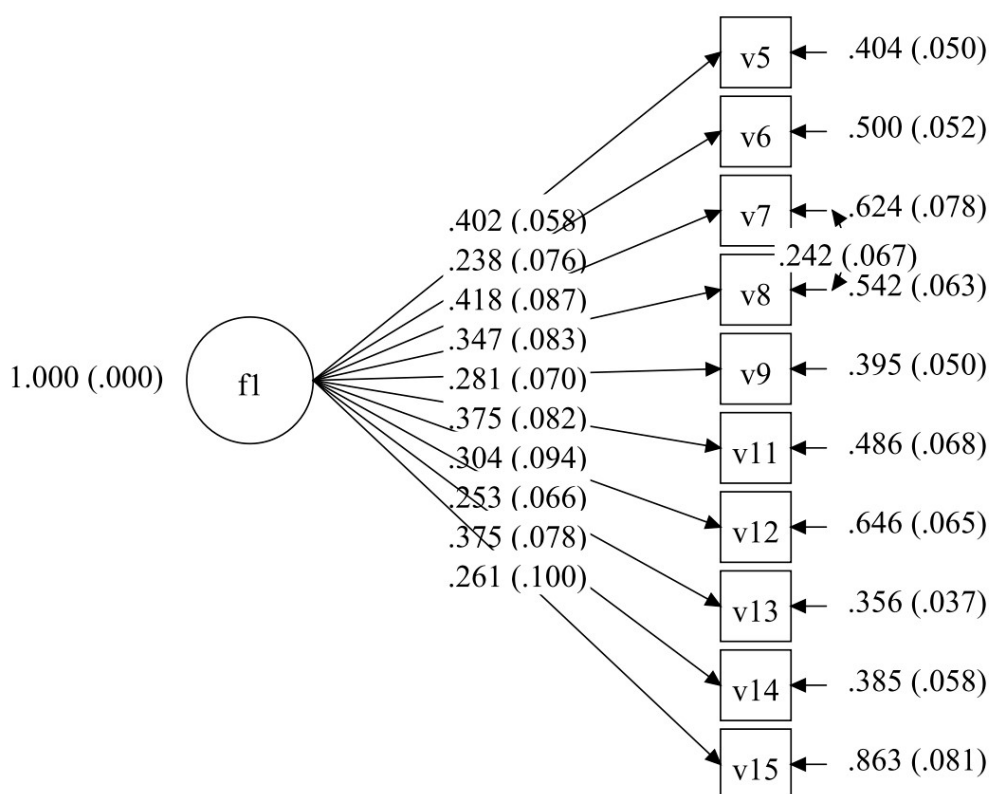 v5
.404 (.050)
v6
.500 (.052)
v7
.624 (.078)
.242 (.067)
v8
.542 (.063)
.402 (.058)
.238 (.076)
.418 (.087)
.347 (.083)
.281 (.070)
.375 (.082)
.304 (.094)
.253 (.066)
.375 (.078)
.261 (.100)
1.000 (.000)
f1
v9
.395 (.050)
v11
.486 (.068)
v12
.646 (.065)
v13
.356 (.037)
v14
.385 (.058)
v15
.863 (.081)